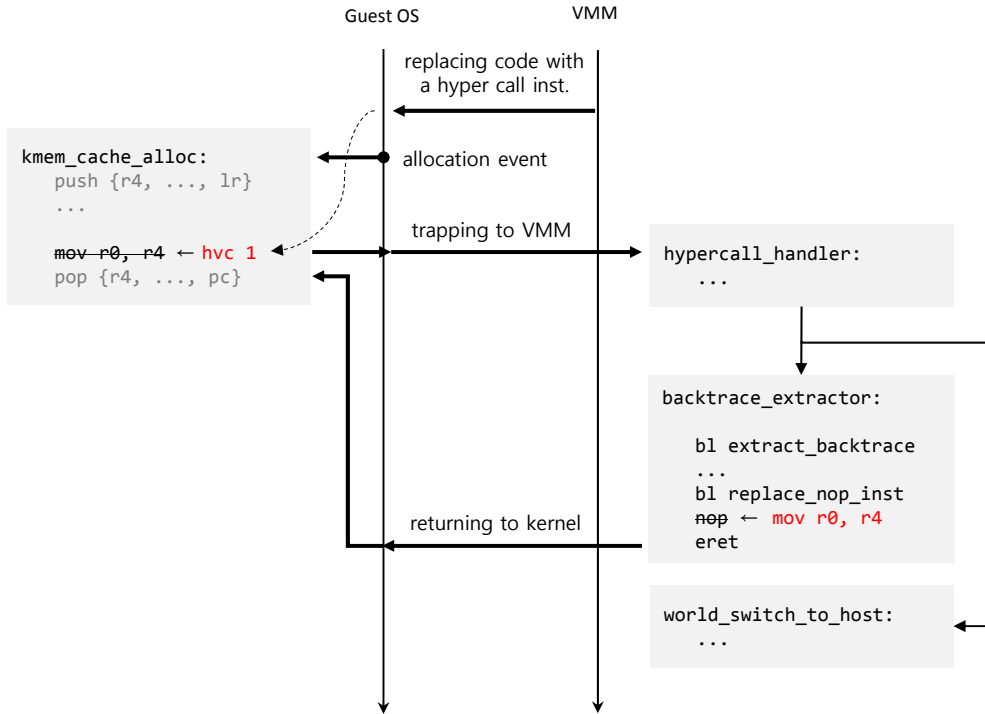 Guest OS
VMM
replacing code with
a hyper call inst.
allocation event
kmem_cache_alloc:
push {r4, ..., lr}
...
mov r0, r4 ← hvc 1
pop {r4, ..., pc}
trapping to VMM
hypercall_handler:
...
backtrace_extractor:
bl extract_backtrace
...
bl replace_nop_inst
nop ← mov r0, r4
eret
returning to kernel
world_switch_to_host:
...